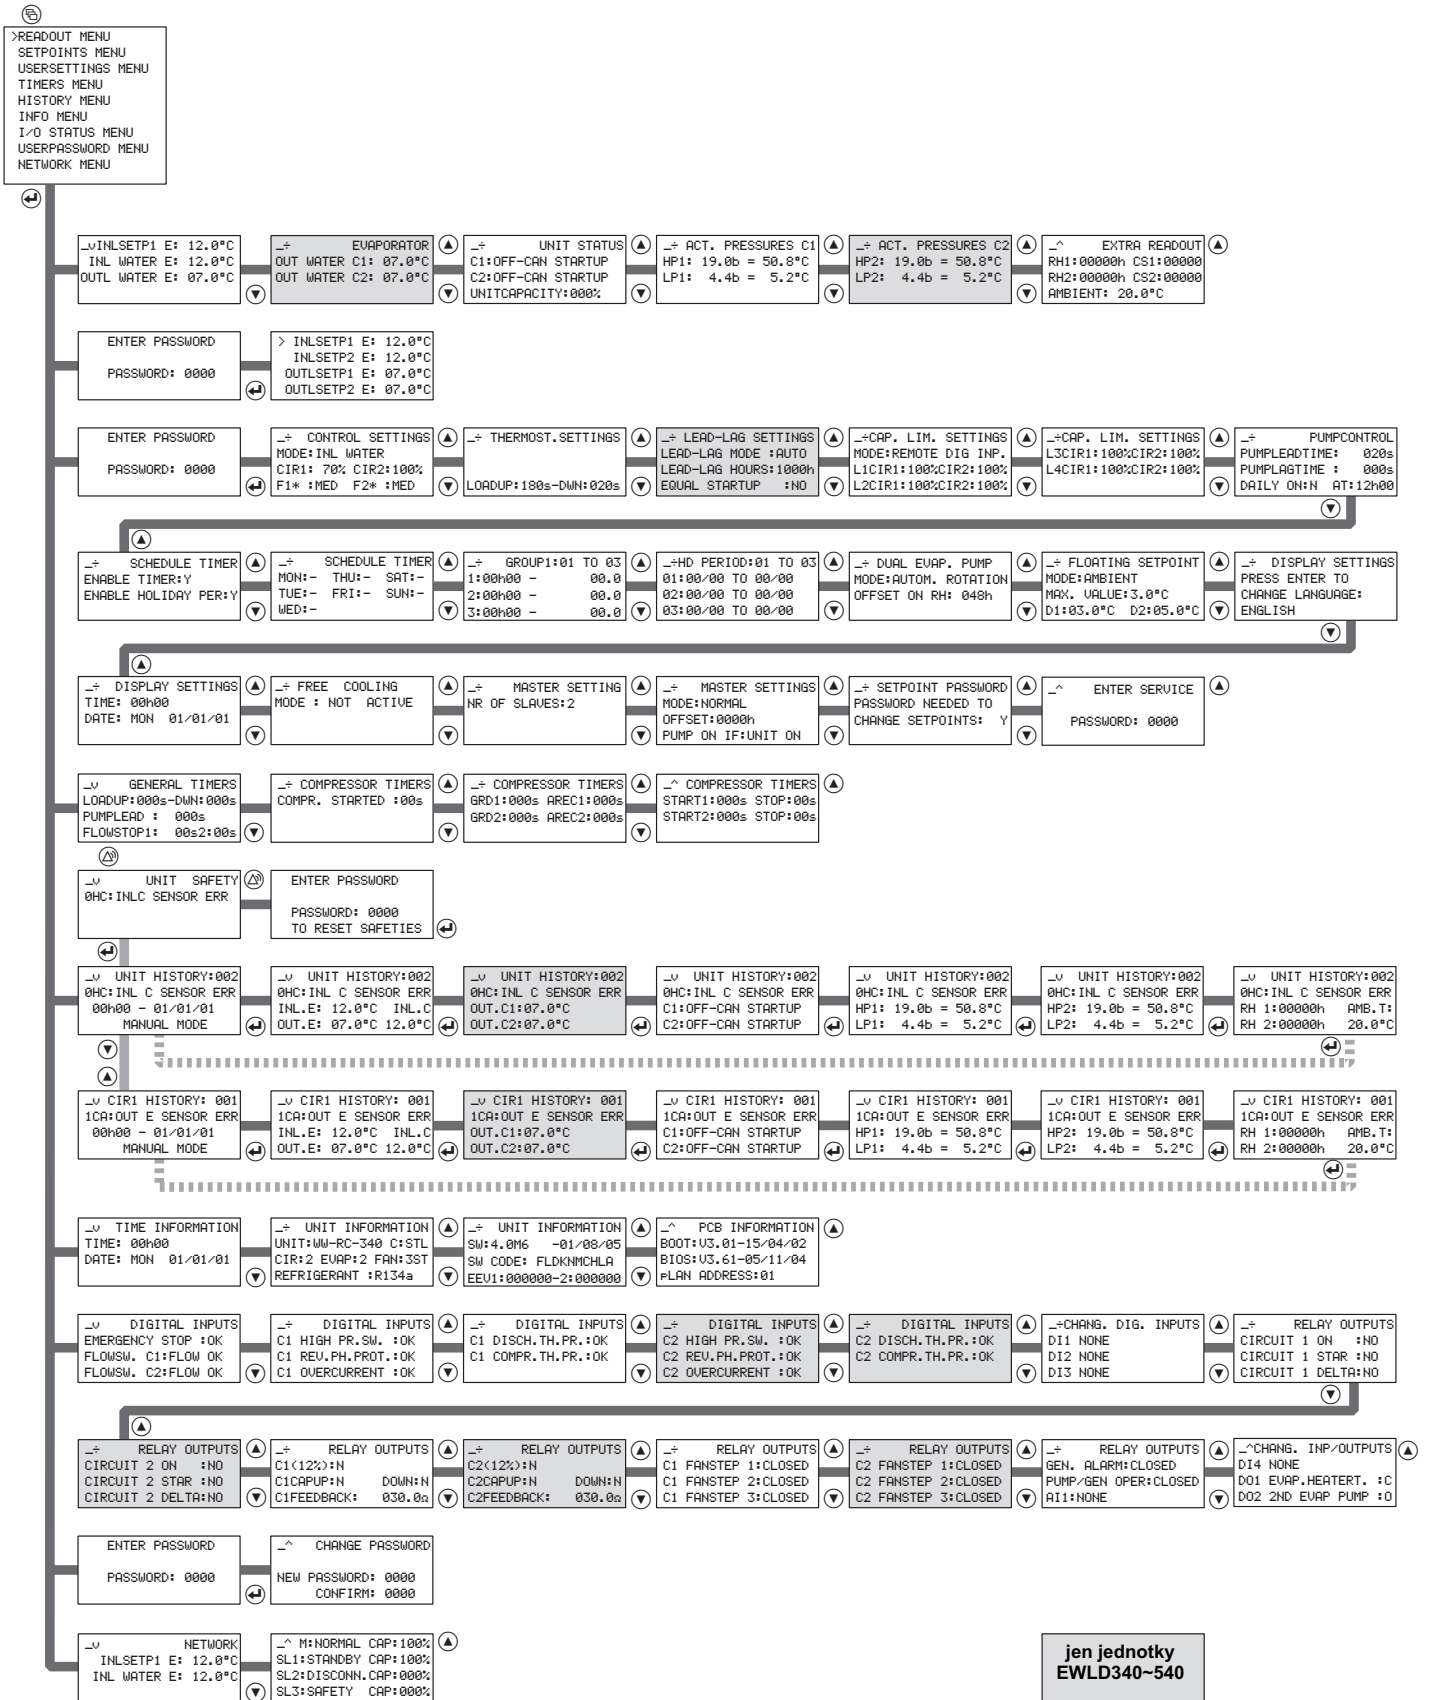 >READOUT MENU
SETPOINTS MENU
USERSETTINGS MENU
TIMERS MENU
HISTORY MENU
INFO MENU
I/O STATUS MENU
USERPASSWORD MENU
NETWORK MENU
_vINLSETP1 E: 12.0°C
INL WATER E: 12.0°C
OUTL WATER E: 07.0°C
_÷ EVAPORATOR
OUT WATER C1: 07.0°C
OUT WATER C2: 07.0°C
_÷ UNIT STATUS
C1:OFF-CAN STARTUP
C2:OFF-CAN STARTUP
UNITCAPACITY:000%
_÷ ACT. PRESSURES C1
HP1: 19.0b = 50.8°C
LP1: 4.4b = 5.2°C
_÷ ACT. PRESSURES C2
HP2: 19.0b = 50.8°C
LP2: 4.4b = 5.2°C
_^ EXTRA READOUT
RH1:00000h CS1:00000
RH2:00000h CS2:00000
AMBIENT: 20.0°C
ENTER PASSWORD
PASSWORD: 0000
> INLSETP1 E: 12.0°C
INLSETP2 E: 12.0°C
OUTLSETP1 E: 07.0°C
OUTLSETP2 E: 07.0°C
ENTER PASSWORD
PASSWORD: 0000
_÷ CONTROL SETTINGS
MODE:INL WATER
CIR1: 70% CIR2:100%
F1* :MED F2* :MED
_÷ THERMOST.SETTINGS
LOADUP:180s-DWN:020s
_÷ LEAD-LAG SETTINGS
LEAD-LAG MODE :AUTO
LEAD-LAG HOURS:1000h
EQUAL STARTUP :NO
_÷CAP. LIM. SETTINGS
MODE:REMOTE DIG INP.
L1CIR1:100%CIR2:100%
L2CIR1:100%CIR2:100%
_÷CAP. LIM. SETTINGS
L3CIR1:100%CIR2:100%
L4CIR1:100%CIR2:100%
_÷ PUMPCONTROL
PUMPLEADTIME: 020s
PUMPLAGTIME : 000s
DAILY ON:N AT:12h00
_÷ SCHEDULE TIMER
ENABLE TIMER:Y
ENABLE HOLIDAY PER:Y
_÷ SCHEDULE TIMER
MON:- THU:- SAT:-
TUE:- FRI:- SUN:-
WED:-
_÷ GROUP1:01 TO 03
1:00h00 - 00.0
2:00h00 - 00.0
3:00h00 - 00.0
_÷HD PERIOD:01 TO 03
01:00/00 TO 00/00
02:00/00 TO 00/00
03:00/00 TO 00/00
_÷ DUAL EVAP. PUMP
MODE:AUTOM. ROTATION
OFFSET ON RH: 048h
_÷ FLOATING SETPOINT
MODE:AMBIENT
MAX. VALUE:3.0°C
D1:03.0°C D2:05.0°C
_÷ DISPLAY SETTINGS
PRESS ENTER TO
CHANGE LANGUAGE:
ENGLISH
_÷ DISPLAY SETTINGS
TIME: 00h00
DATE: MON 01/01/01
_÷ FREE COOLING
MODE : NOT ACTIVE
_÷ MASTER SETTING
NR OF SLAVES:2
_÷ MASTER SETTINGS
MODE:NORMAL
OFFSET:0000h
PUMP ON IF:UNIT ON
_÷ SETPOINT PASSWORD
PASSWORD NEEDED TO
CHANGE SETPOINTS: Y
_^ ENTER SERVICE
PASSWORD: 0000
_v GENERAL TIMERS
LOADUP:000s-DWN:000s
PUMPLEAD : 000s
FLOWSTOP1: 00s2:00s
_÷ COMPRESSOR TIMERS
COMPR. STARTED :00s
_÷ COMPRESSOR TIMERS
GRD1:000s AREC1:000s
GRD2:000s AREC2:000s
_^ COMPRESSOR TIMERS
START1:000s STOP:00s
START2:000s STOP:00s
_v UNIT SAFETY
0HC:INLC SENSOR ERR
ENTER PASSWORD
PASSWORD: 0000
TO RESET SAFETIES
_v UNIT HISTORY:002
0HC:INL C SENSOR ERR
00h00 - 01/01/01
MANUAL MODE
_v UNIT HISTORY:002
0HC:INL C SENSOR ERR
INL.E: 12.0°C INL.C
OUT.E: 07.0°C 12.0°C
_v UNIT HISTORY:002
0HC:INL C SENSOR ERR
OUT.C1:07.0°C
OUT.C2:07.0°C
_v UNIT HISTORY:002
0HC:INL C SENSOR ERR
C1:OFF-CAN STARTUP
C2:OFF-CAN STARTUP
_v UNIT HISTORY:002
0HC:INL C SENSOR ERR
HP1: 19.0b = 50.8°C
LP1: 4.4b = 5.2°C
_v UNIT HISTORY:002
0HC:INL C SENSOR ERR
HP2: 19.0b = 50.8°C
LP2: 4.4b = 5.2°C
_v UNIT HISTORY:002
0HC:INL C SENSOR ERR
RH 1:00000h AMB.T:
RH 2:00000h 20.0°C
_v CIR1 HISTORY: 001
1CA:OUT E SENSOR ERR
00h00 - 01/01/01
MANUAL MODE
_v CIR1 HISTORY: 001
1CA:OUT E SENSOR ERR
INL.E: 12.0°C INL.C
OUT.E: 07.0°C 12.0°C
_v CIR1 HISTORY: 001
1CA:OUT E SENSOR ERR
OUT.C1:07.0°C
OUT.C2:07.0°C
_v CIR1 HISTORY: 001
1CA:OUT E SENSOR ERR
C1:OFF-CAN STARTUP
C2:OFF-CAN STARTUP
_v CIR1 HISTORY: 001
1CA:OUT E SENSOR ERR
HP1: 19.0b = 50.8°C
LP1: 4.4b = 5.2°C
_v CIR1 HISTORY: 001
1CA:OUT E SENSOR ERR
HP2: 19.0b = 50.8°C
LP2: 4.4b = 5.2°C
_v CIR1 HISTORY: 001
1CA:OUT E SENSOR ERR
RH 1:00000h AMB.T:
RH 2:00000h 20.0°C
_v TIME INFORMATION
TIME: 00h00
DATE: MON 01/01/01
_÷ UNIT INFORMATION
UNIT:WW-RC-340 C:STL
CIR:2 EVAP:2 FAN:3ST
REFRIGERANT :R134a
_÷ UNIT INFORMATION
SW:4.0M6 -01/08/05
SW CODE: FLDKNMCHLA
EEV1:000000-2:000000
_^ PCB INFORMATION
BOOT:V3.01-15/04/02
BIOS:V3.61-05/11/04
pLAN ADDRESS:01
_v DIGITAL INPUTS
EMERGENCY STOP :OK
FLOWSW. C1:FLOW OK
FLOWSW. C2:FLOW OK
_÷ DIGITAL INPUTS
C1 HIGH PR.SW. :OK
C1 REV.PH.PROT.:OK
C1 OVERCURRENT :OK
_÷ DIGITAL INPUTS
C1 DISCH.TH.PR.:OK
C1 COMPR.TH.PR.:OK
_÷ DIGITAL INPUTS
C2 HIGH PR.SW. :OK
C2 REV.PH.PROT.:OK
C2 OVERCURRENT :OK
_÷ DIGITAL INPUTS
C2 DISCH.TH.PR.:OK
C2 COMPR.TH.PR.:OK
_÷CHANG. DIG. INPUTS
DI1 NONE
DI2 NONE
DI3 NONE
_÷ RELAY OUTPUTS
CIRCUIT 1 ON :NO
CIRCUIT 1 STAR :NO
CIRCUIT 1 DELTA:NO
_÷ RELAY OUTPUTS
CIRCUIT 2 ON :NO
CIRCUIT 2 STAR :NO
CIRCUIT 2 DELTA:NO
_÷ RELAY OUTPUTS
C1(12%):N
C1CAPUP:N DOWN:N
C1FEEDBACK: 030.0Ω
_÷ RELAY OUTPUTS
C2(12%):N
C2CAPUP:N DOWN:N
C2FEEDBACK: 030.0Ω
_÷ RELAY OUTPUTS
C1 FANSTEP 1:CLOSED
C1 FANSTEP 2:CLOSED
C1 FANSTEP 3:CLOSED
_÷ RELAY OUTPUTS
C2 FANSTEP 1:CLOSED
C2 FANSTEP 2:CLOSED
C2 FANSTEP 3:CLOSED
_÷ RELAY OUTPUTS
GEN. ALARM:CLOSED
PUMP/GEN OPER:CLOSED
AI1:NONE
_^CHANG. INP/OUTPUTS
DI4 NONE
DO1 EVAP.HEATERT. :C
DO2 2ND EVAP PUMP :O
ENTER PASSWORD
PASSWORD: 0000
_^ CHANGE PASSWORD
NEW PASSWORD: 0000
CONFIRM: 0000
_v NETWORK
INLSETP1 E: 12.0°C
INL WATER E: 12.0°C
_^ M:NORMAL CAP:100%
SL1:STANDBY CAP:100%
SL2:DISCONN.CAP:000%
SL3:SAFETY CAP:000%
jen jednotky
EWLD340~540